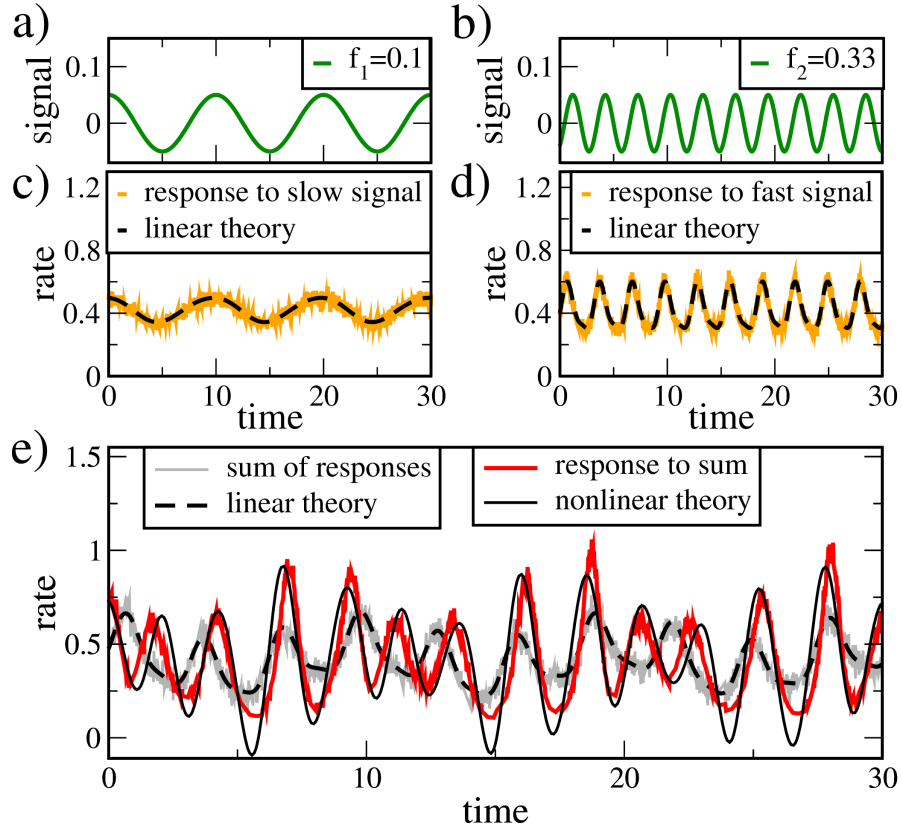 a)
signal
0.1
0
f1=0.1
b)
signal
0.1
0
f2=0.33
c)
rate
1.2
0.8
0.4
0
response to slow signal
linear theory
0 10 20 30
time
d)
rate
1.2
0.8
0.4
0
response to fast signal
linear theory
0 10 20 30
time
e)
rate
1.5
1
0.5
0
sum of responses
linear theory
response to sum
nonlinear theory
0 10 20 30
time